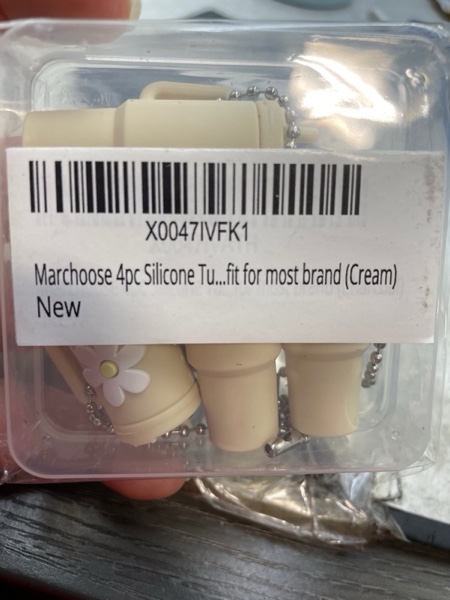 X0047IVFK1
Marchoose 4pc Silicone Tu...fit for most brand (Cream)
New